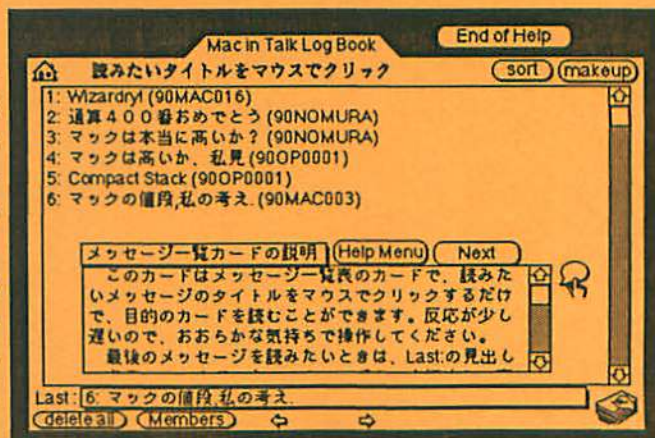 Mac in Talk Log Book
End of Help
読みたいタイトルをマウスでクリック
sort
makeup
1: Wizardry! (90MAC016)
2: 通算400番おめでとう (90NOMURA)
3: マックは本当に高いか? (90NOMURA)
4: マックは高いか、私見 (90OP0001)
5: Compact Stack (90OP0001)
6: マックの値段,私の考え. (90MAC003)
メッセージ一覧カードの説明
Help Menu
Next
このカードはメッセージ一覧表のカードで、読みた
いメッセージのタイトルをマウスでクリックするだけ
で、目的のカードを読むことができます。反応が少し
遅いので、おおらかな気持ちで操作してください。
最後のメッセージを読みたいときは、Last:の見出し
Last: 6: マックの値段,私の考え.
delete all
Members